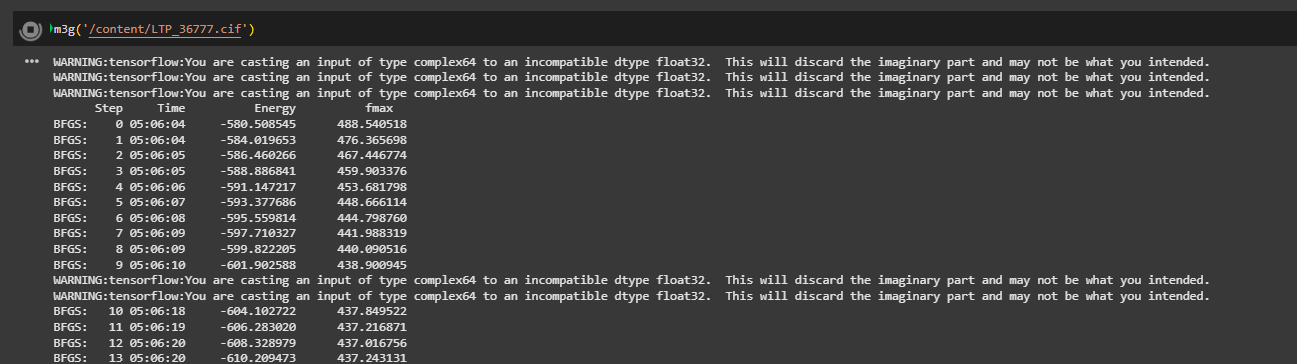 m3g('/content/LTP_36777.cif')
WARNING:tensorflow:You are casting an input of type complex64 to an incompatible dtype float32.  This will discard the imaginary part and may not be what you intended.
WARNING:tensorflow:You are casting an input of type complex64 to an incompatible dtype float32.  This will discard the imaginary part and may not be what you intended.
WARNING:tensorflow:You are casting an input of type complex64 to an incompatible dtype float32.  This will discard the imaginary part and may not be what you intended.
      Step     Time          Energy          fmax
BFGS:    0 05:06:04     -580.508545      488.540518
BFGS:    1 05:06:04     -584.019653      476.365698
BFGS:    2 05:06:05     -586.460266      467.446774
BFGS:    3 05:06:05     -588.886841      459.903376
BFGS:    4 05:06:06     -591.147217      453.681798
BFGS:    5 05:06:07     -593.377686      448.666114
BFGS:    6 05:06:08     -595.559814      444.798760
BFGS:    7 05:06:09     -597.710327      441.988319
BFGS:    8 05:06:09     -599.822205      440.090516
BFGS:    9 05:06:10     -601.902588      438.900945
WARNING:tensorflow:You are casting an input of type complex64 to an incompatible dtype float32.  This will discard the imaginary part and may not be what you intended.
WARNING:tensorflow:You are casting an input of type complex64 to an incompatible dtype float32.  This will discard the imaginary part and may not be what you intended.
BFGS:   10 05:06:18     -604.102722      437.849522
BFGS:   11 05:06:19     -606.283020      437.216871
BFGS:   12 05:06:20     -608.328979      437.016756
BFGS:   13 05:06:20     -610.209473      437.243131